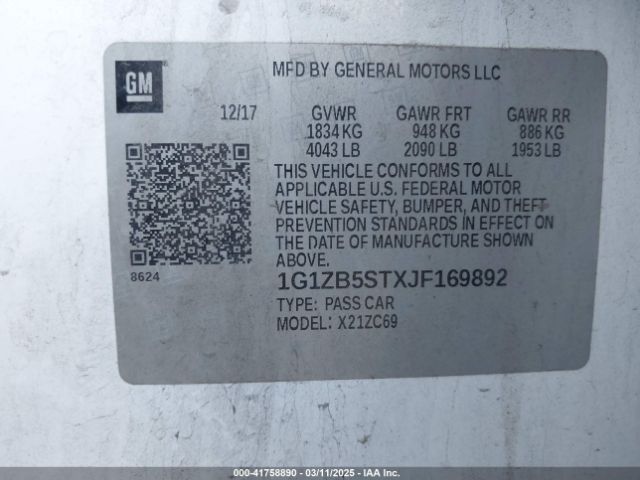 GM
MFD BY GENERAL MOTORS LLC
12/17 GVWR GAWR FRT GAWR RR
1834 KG 948 KG 886 KG
4043 LB 2090 LB 1953 LB
THIS VEHICLE CONFORMS TO ALL
APPLICABLE U.S. FEDERAL MOTOR
VEHICLE SAFETY, BUMPER, AND THEFT
PREVENTION STANDARDS IN EFFECT ON
THE DATE OF MANUFACTURE SHOWN
ABOVE.
8624
1G1ZB5STXJF169892
TYPE: PASS CAR
MODEL: X21ZC69
000-41758890 - 03/11/2025 - IAA Inc.